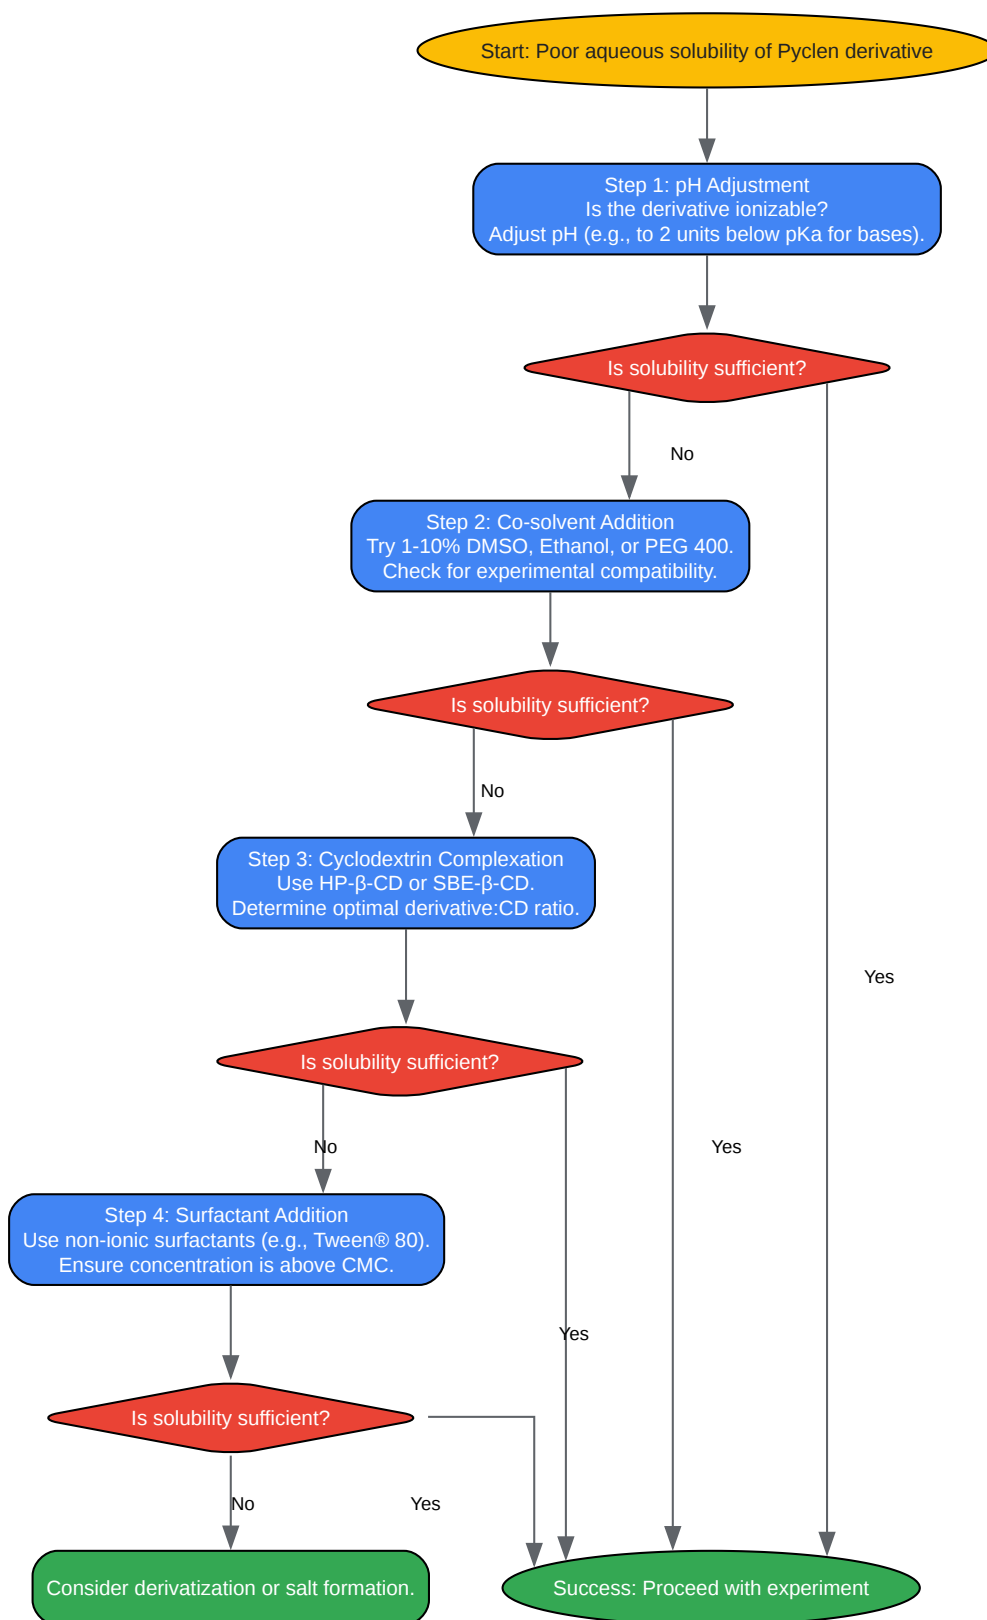 Start: Poor aqueous solubility of Pyclen derivative
Step 1: pH Adjustment
Is the derivative ionizable?
Adjust pH (e.g., to 2 units below pKa for bases).
Is solubility sufficient?
No
Step 2: Co-solvent Addition
Try 1-10% DMSO, Ethanol, or PEG 400.
Check for experimental compatibility.
Is solubility sufficient?
No
Step 3: Cyclodextrin Complexation
Use HP-β-CD or SBE-β-CD.
Determine optimal derivative:CD ratio.
Yes
Is solubility sufficient?
No
Yes
Step 4: Surfactant Addition
Use non-ionic surfactants (e.g., Tween® 80).
Ensure concentration is above CMC.
Yes
Is solubility sufficient?
No
Yes
Consider derivatization or salt formation.
Success: Proceed with experiment